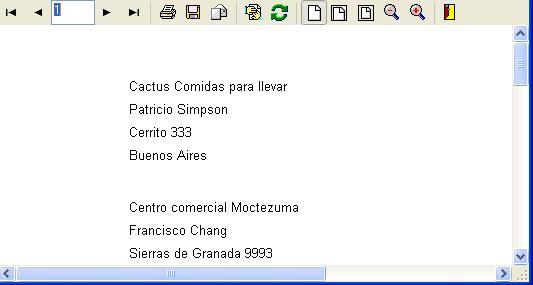 1
Cactus Comidas para llevar
Patricio Simpson
Cerrito 333
Buenos Aires
Centro comercial Moctezuma
Francisco Chang
Sierras de Granada 9993